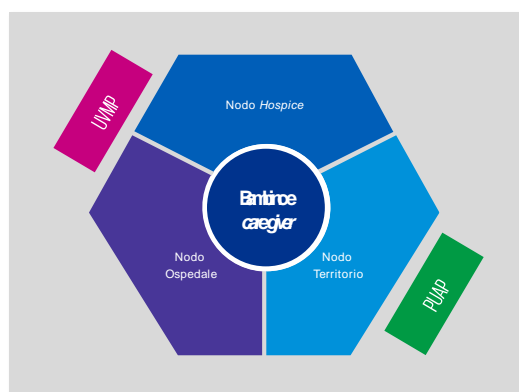 UVMP
Nodo Hospice
Bambino e
caregiver
Nodo
Ospedale
Nodo
Territorio
PUAP